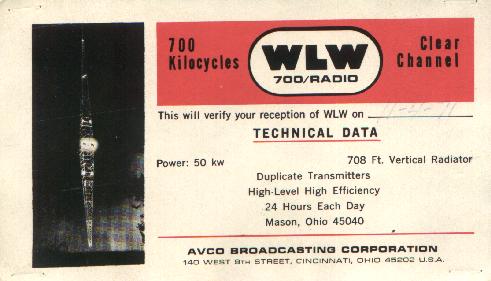 700 Kilocycles
WLW
700/RADIO
Clear Channel
This will verify your reception of WLW on
TECHNICAL DATA
Power: 50 kw 708 Ft. Vertical Radiator
Duplicate Transmitters
High-Level High Efficiency
24 Hours Each Day
Mason, Ohio 45040
AVCO BROADCASTING CORPORATION
140 WEST 9TH STREET, CINCINNATI, OHIO 45202 U.S.A.